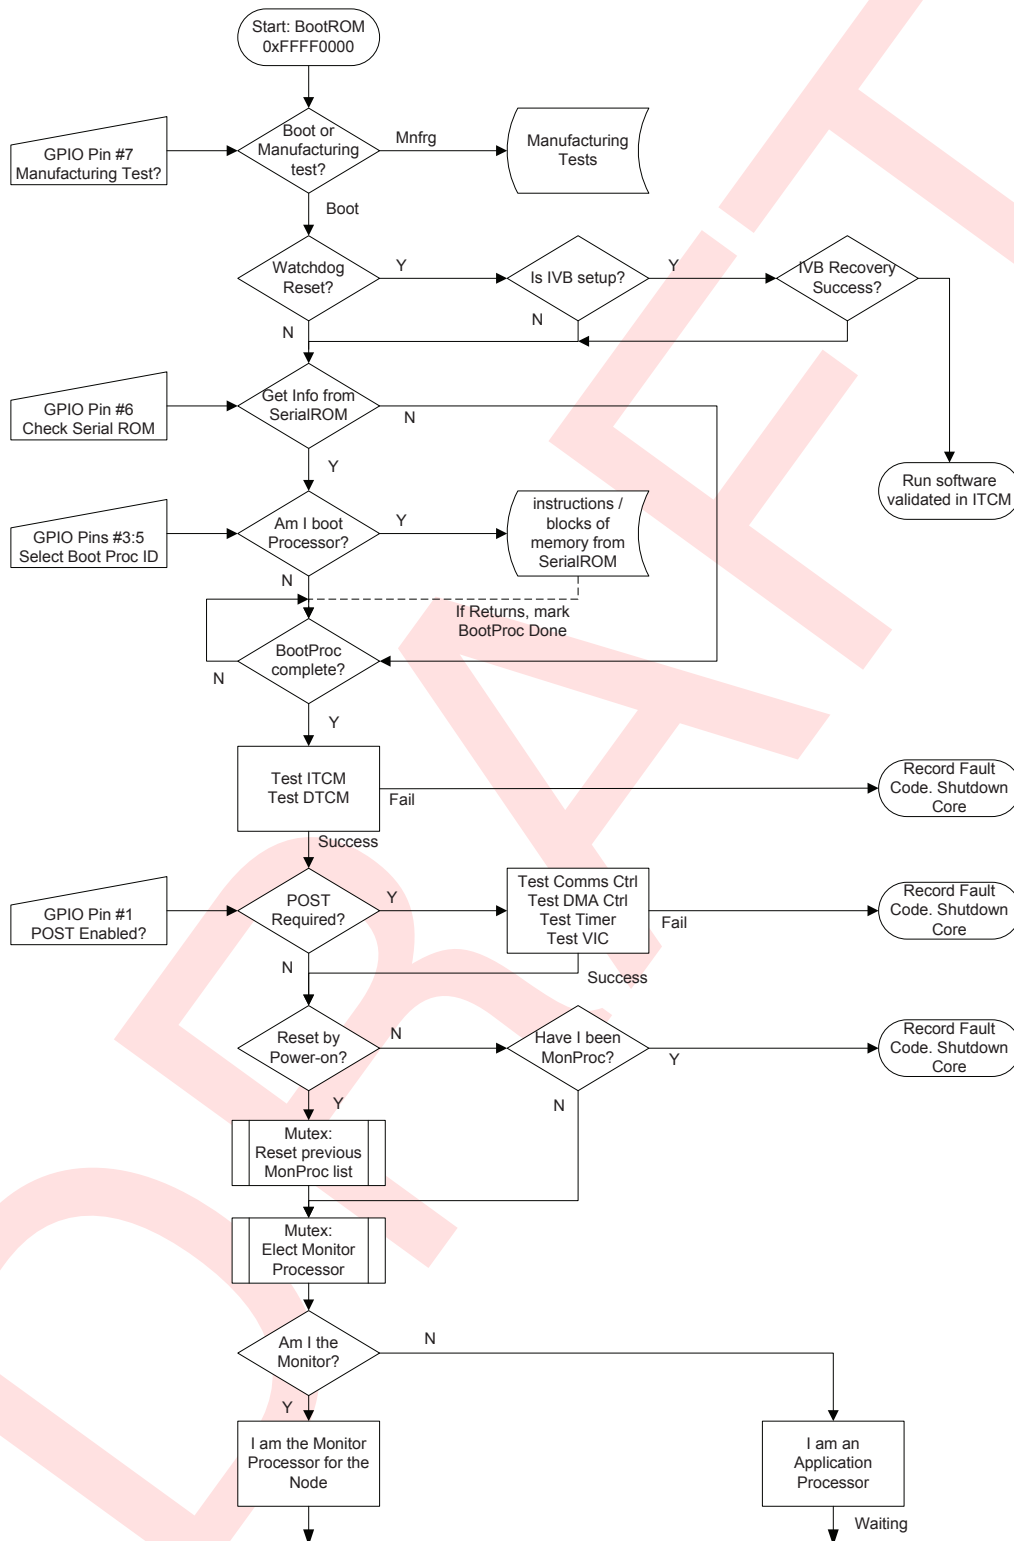 Start: BootROM
0xFFFF0000
GPIO Pin #7
Manufacturing Test?
Boot or
Manufacturing
test?
Mnfrg
Manufacturing
Tests
Boot
Watchdog
Reset?
Y
Is IVB setup?
Y
IVB Recovery
Success?
N
N
GPIO Pin #6
Check Serial ROM
Get Info from
SerialROM
N
Y
Run software
validated in ITCM
GPIO Pins #3:5
Select Boot Proc ID
Am I boot
Processor?
Y
instructions /
blocks of
memory from
SerialROM
N
If Returns, mark
BootProc Done
BootProc
complete?
N
Y
Test ITCM
Test DTCM
Fail
Record Fault
Code. Shutdown
Core
Success
GPIO Pin #1
POST Enabled?
POST
Required?
Y
Test Comms Ctrl
Test DMA Ctrl
Test Timer
Test VIC
Fail
Record Fault
Code. Shutdown
Core
N
Success
Reset by
Power-on?
N
Have I been
MonProc?
Y
Record Fault
Code. Shutdown
Core
Y
N
Mutex:
Reset previous
MonProc list
Mutex:
Elect Monitor
Processor
Am I the
Monitor?
N
Y
I am the Monitor
Processor for the
Node
I am an
Application
Processor
Waiting
DRAFT